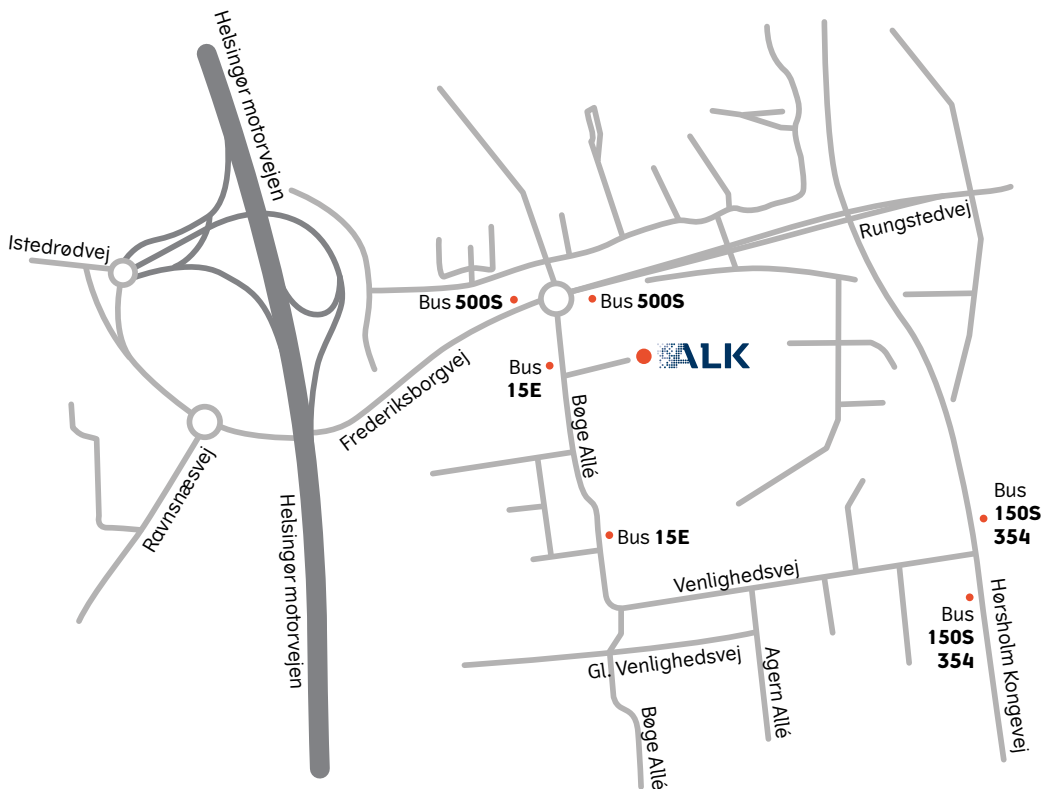 Helsingør motorvejen
Istedrødvej
Rungstedvej
Bus 500S
Bus 500S
ALK
Bus
15E
Frederiksborgvej
Bøge Allé
Ravnsnæsvej
Helsingør motorvejen
Bus
150S
354
Bus 15E
Venlighedsvej
Bus
150S
354
Hørsholm Kongevej
Gl. Venlighedsvej
Agern Allé
Bøge Allé